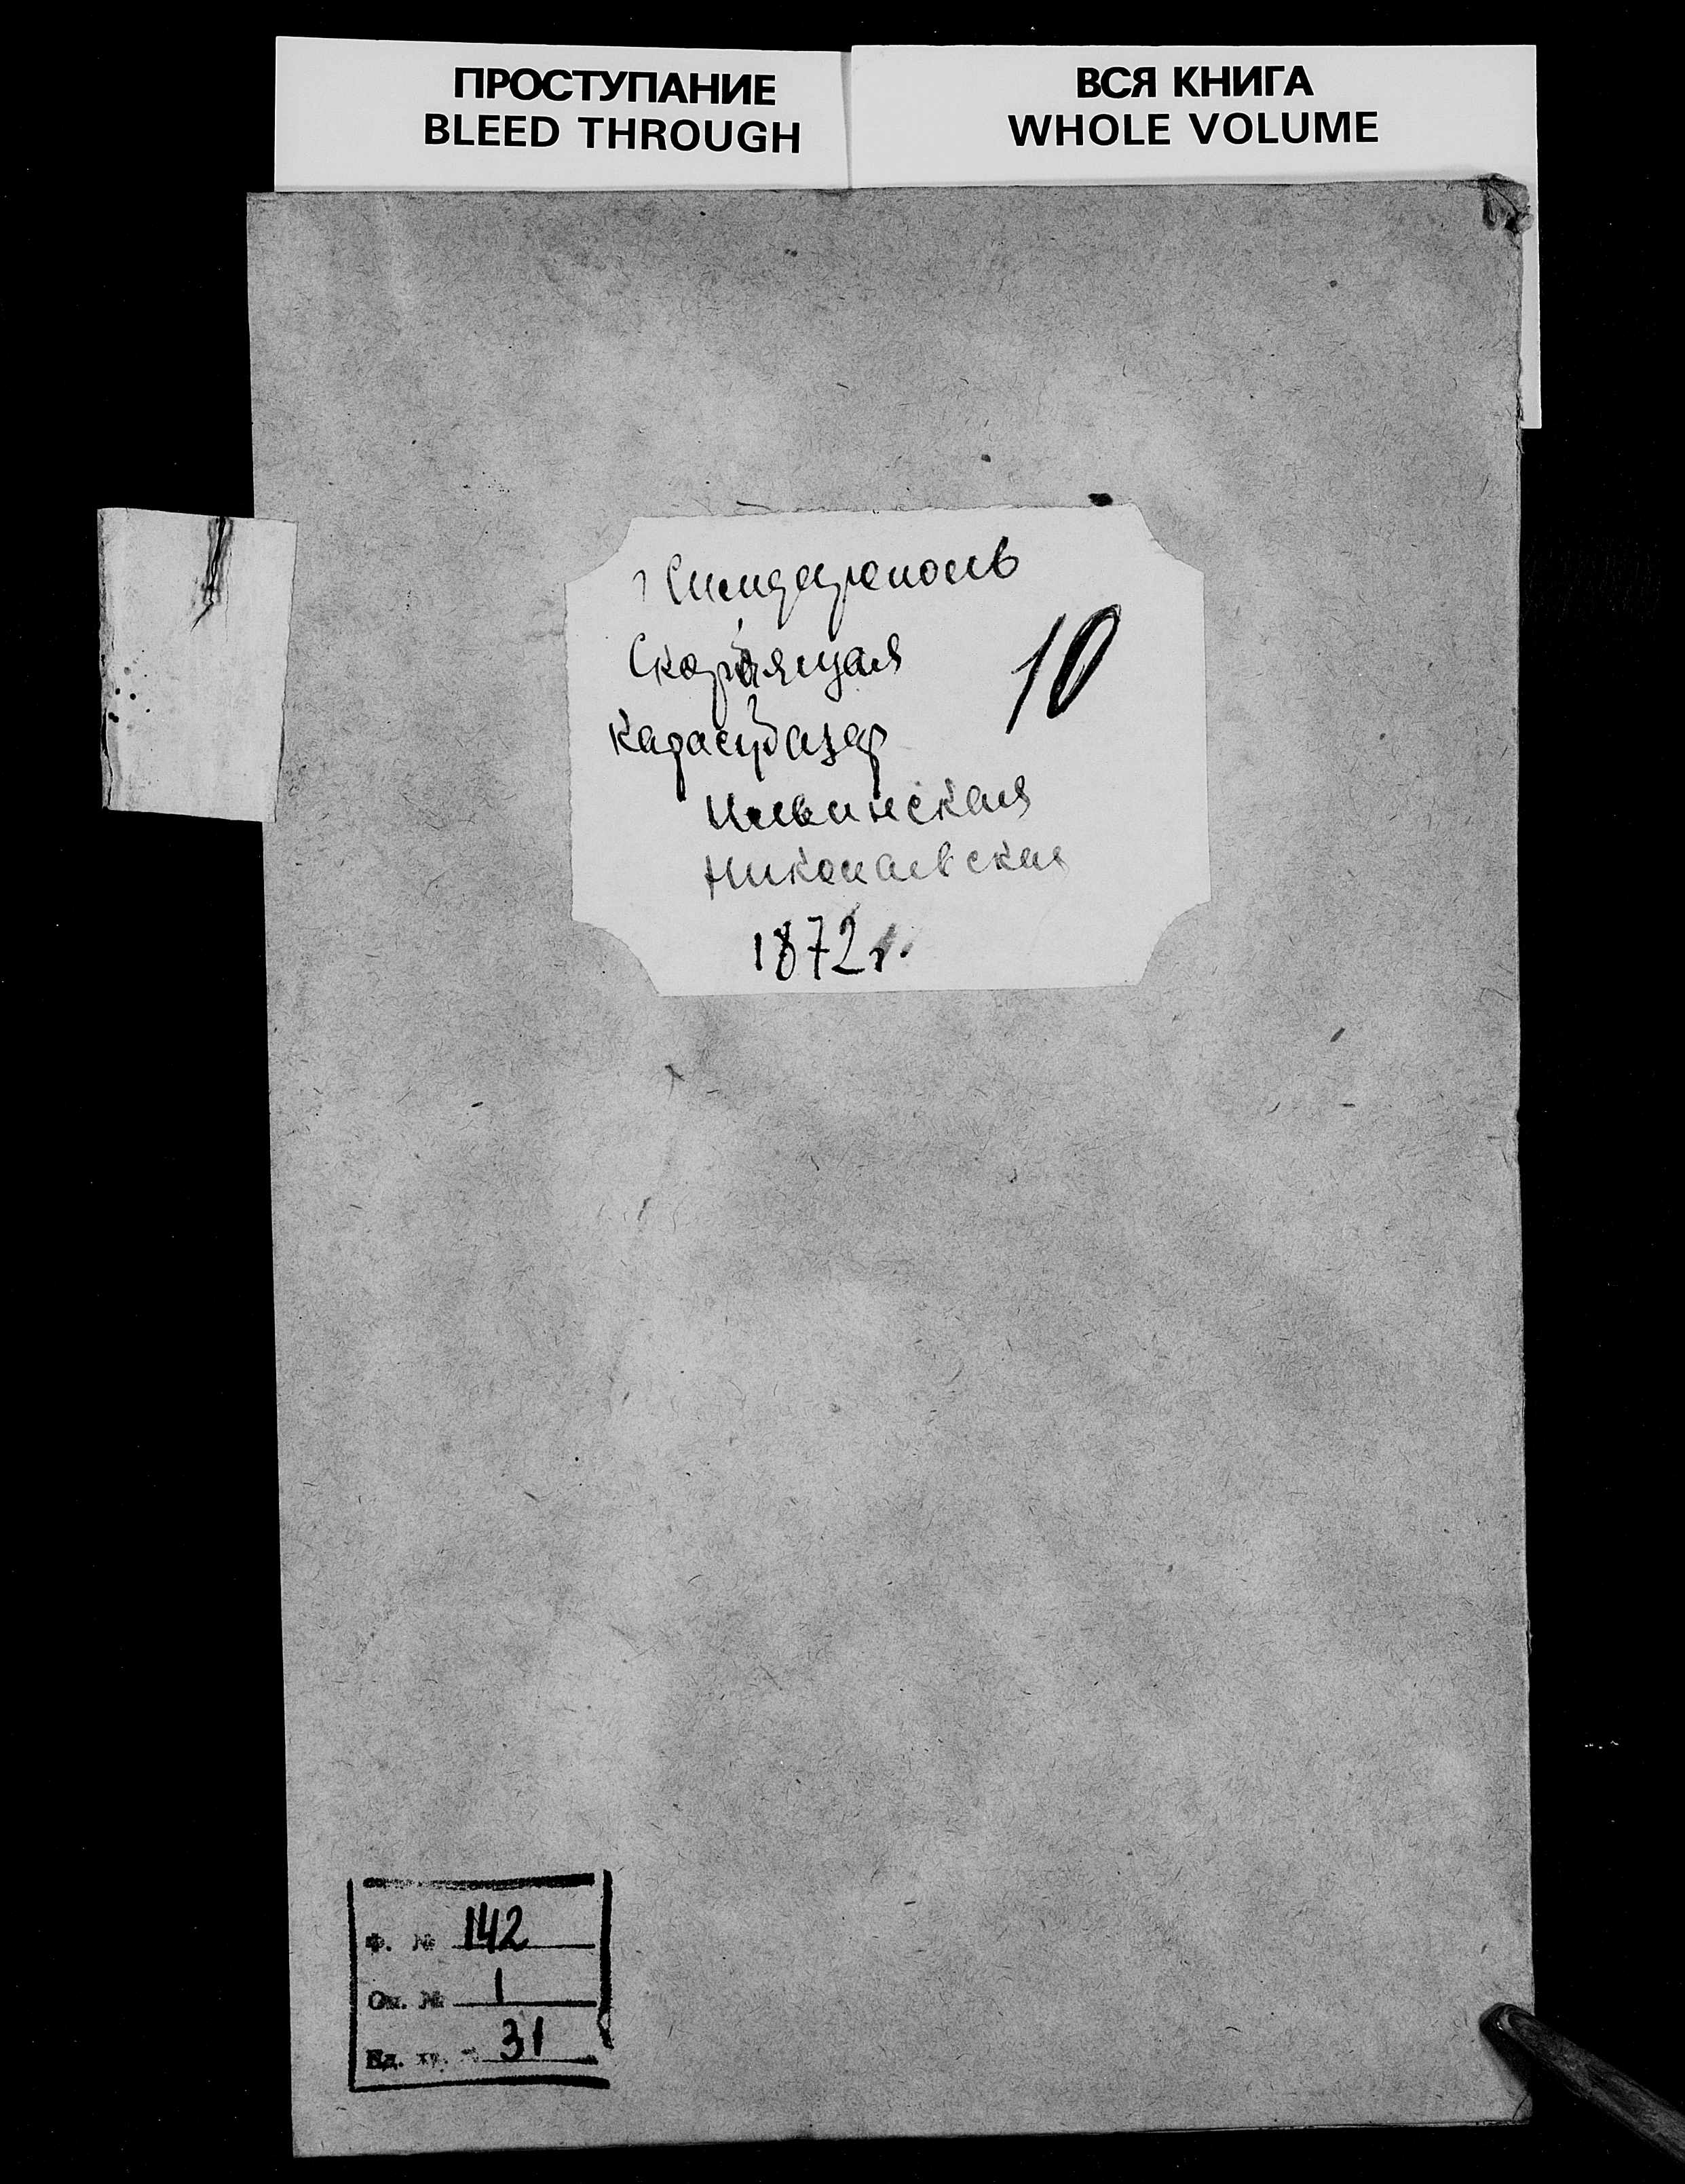 ПРОСТУПАНИЕ
BLEED THROUGH
ВСЯ КНИГА
WHOLE VOLUME
г Симферополь
Скорбящая
10
Карасубазар
Ильинская
Николаевская
1872 г.
Ф. № 142
Оп. № 1
Ед. хр. 31